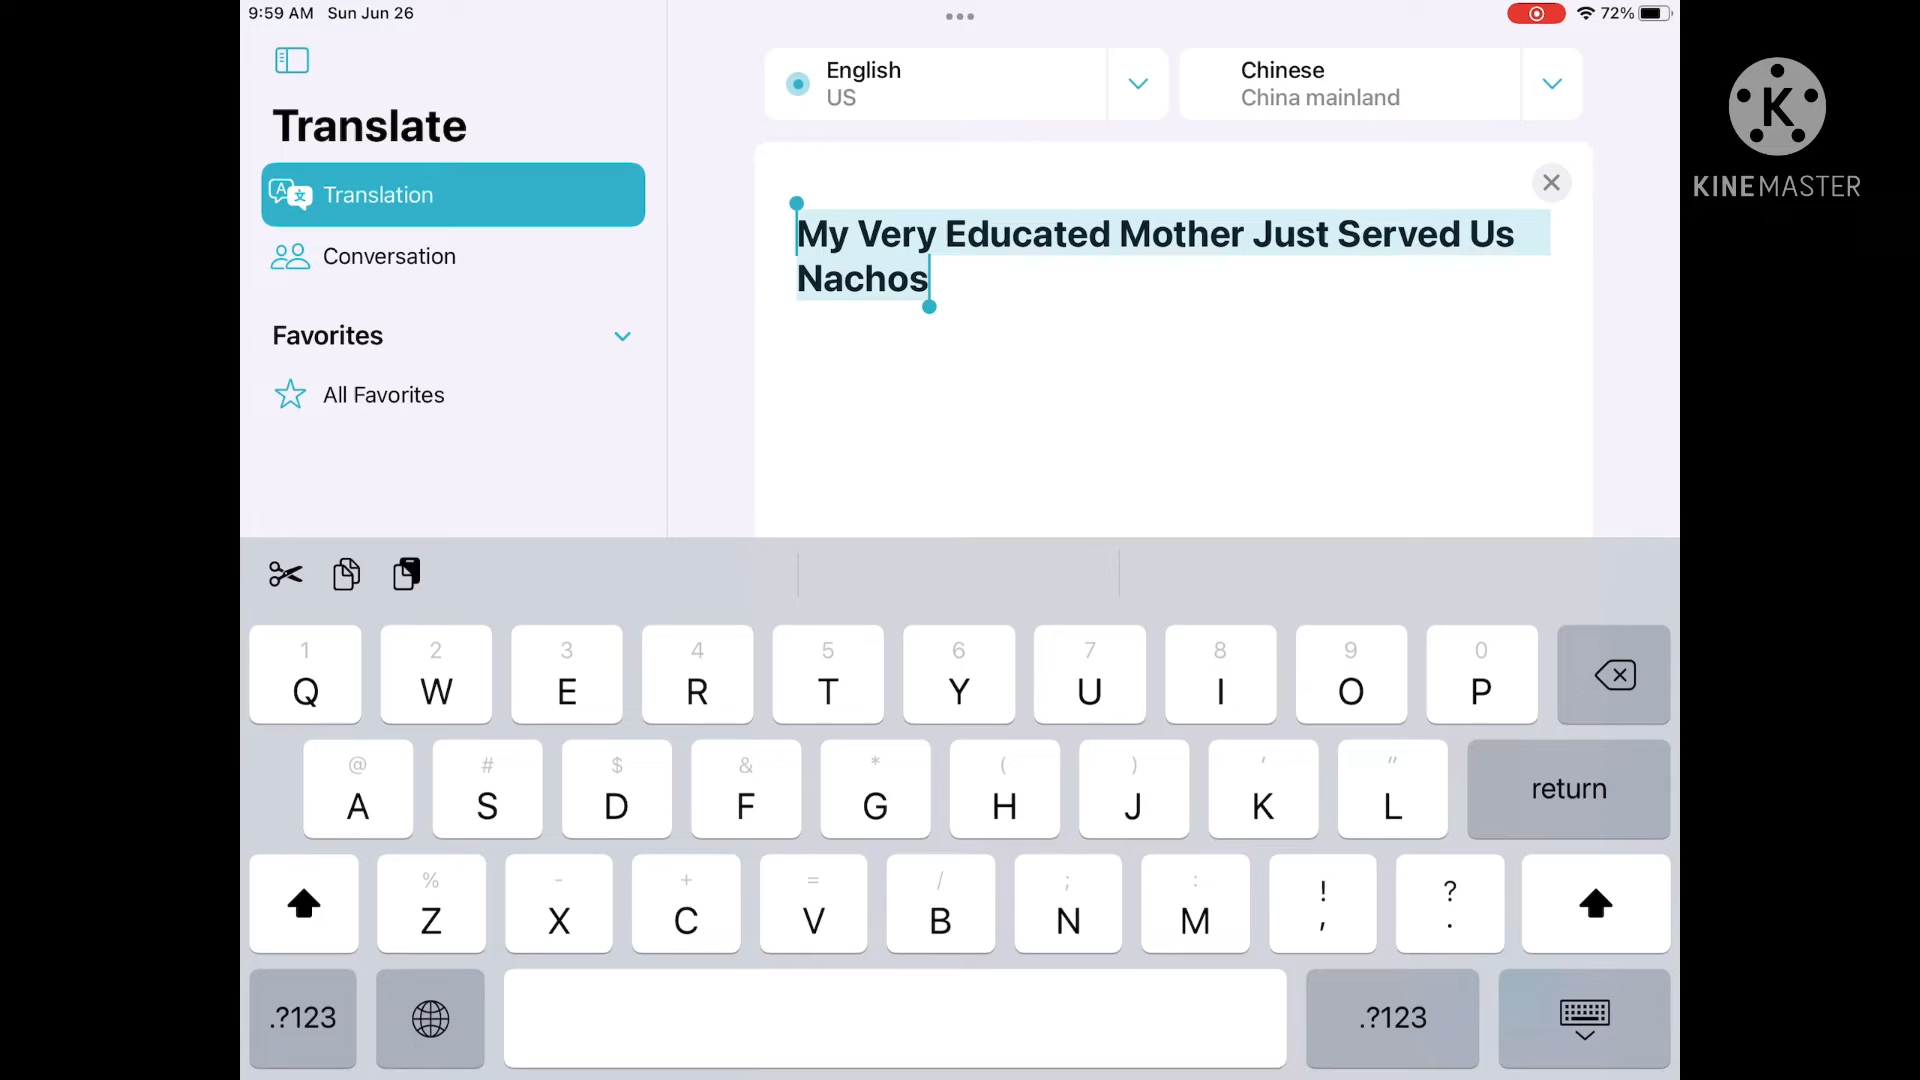 9:59 AM Sun Jun 26
72%
English
US
Chinese
China mainland
KINEMASTER
Translate
Translation
Conversation
Favorites
All Favorites
My Very Educated Mother Just Served Us
Nachos
1 2 3 4 5 6 7 8 9 0
Q W E R T Y U I O P
@ # $ & * ( ) ' "
A S D F G H J K L return
% - + = / ; : ! ?
Z X C V B N M , .
.?123 .?123